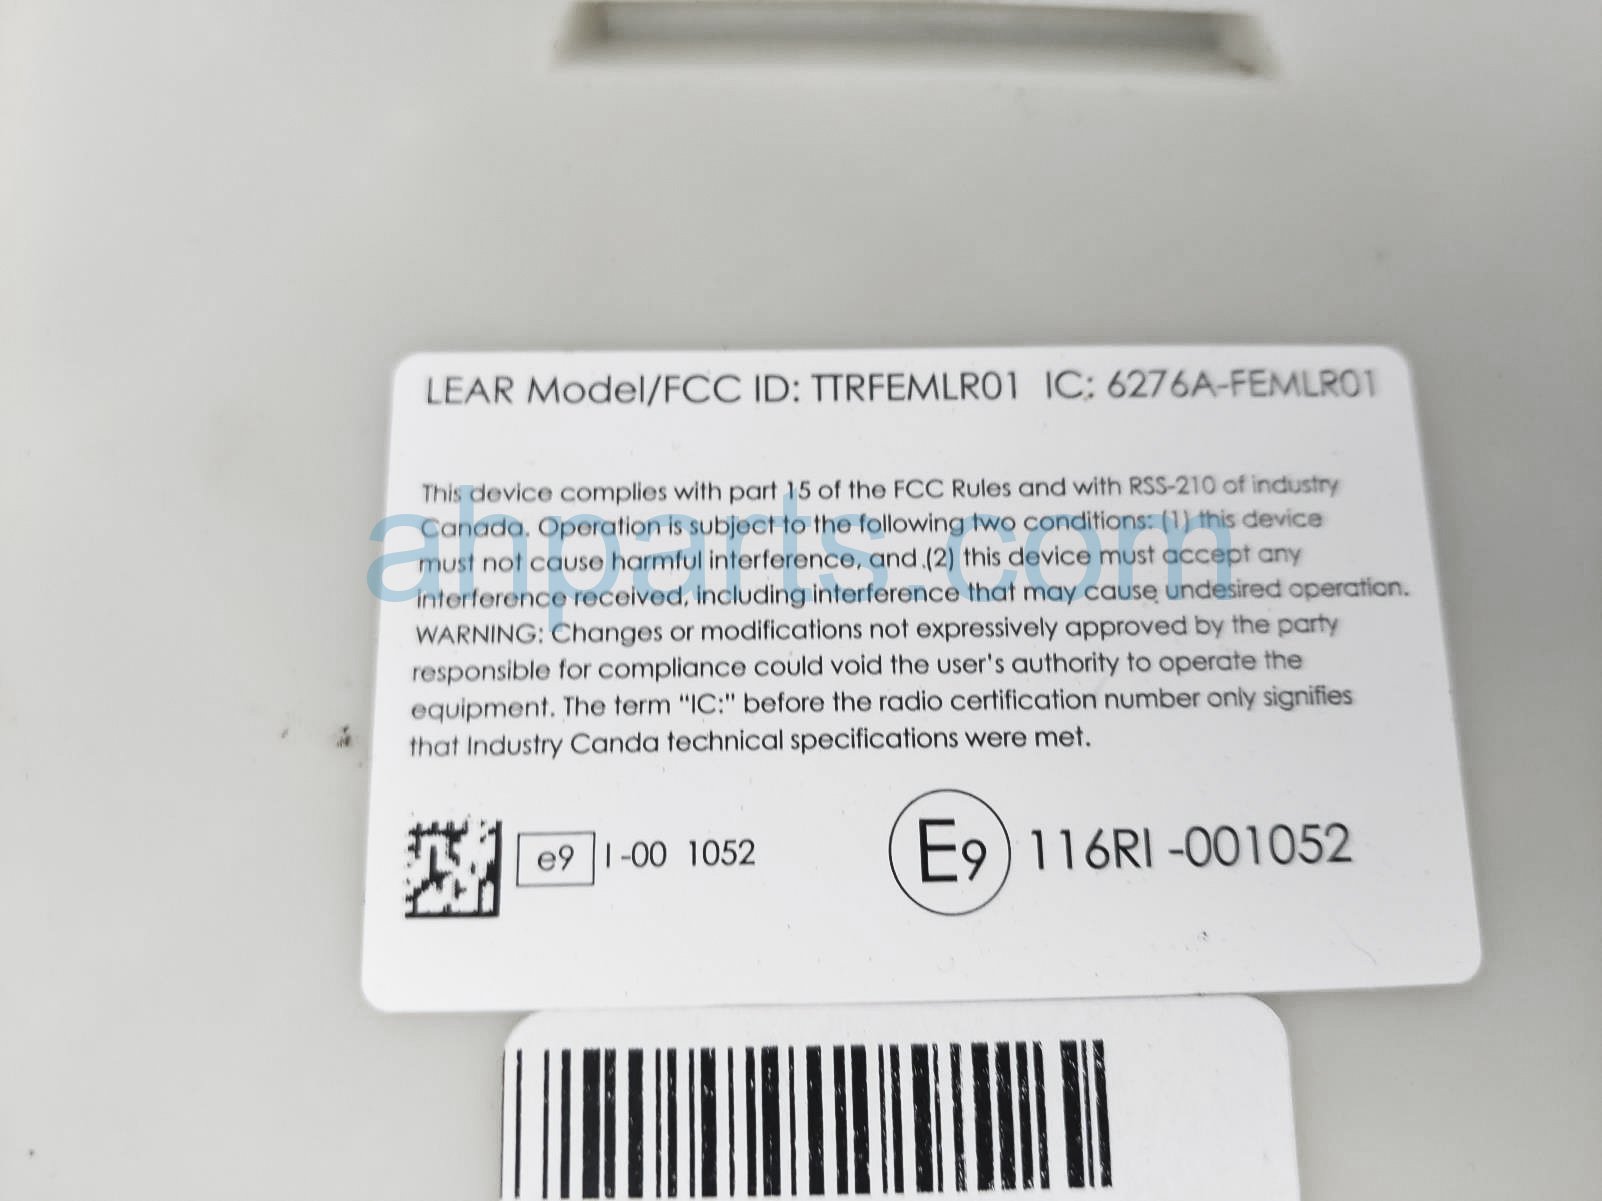 LEAR Model/FCC ID: TTRFEMLR01 IC: 6276A-FEMLR01
This device complies with part 15 of the FCC Rules and with RSS-210 of industry
Canada. Operation is subject to the following two conditions: (1) this device
must not cause harmful interference, and (2) this device must accept any
interference received, including interference that may cause undesired operation.
WARNING: Changes or modifications not expressively approved by the party
responsible for compliance could void the user's authority to operate the
equipment. The term "IC:" before the radio certification number only signifies
that Industry Canda technical specifications were met.
e9 I-00 1052
E9 116RI-001052
ahparts.com